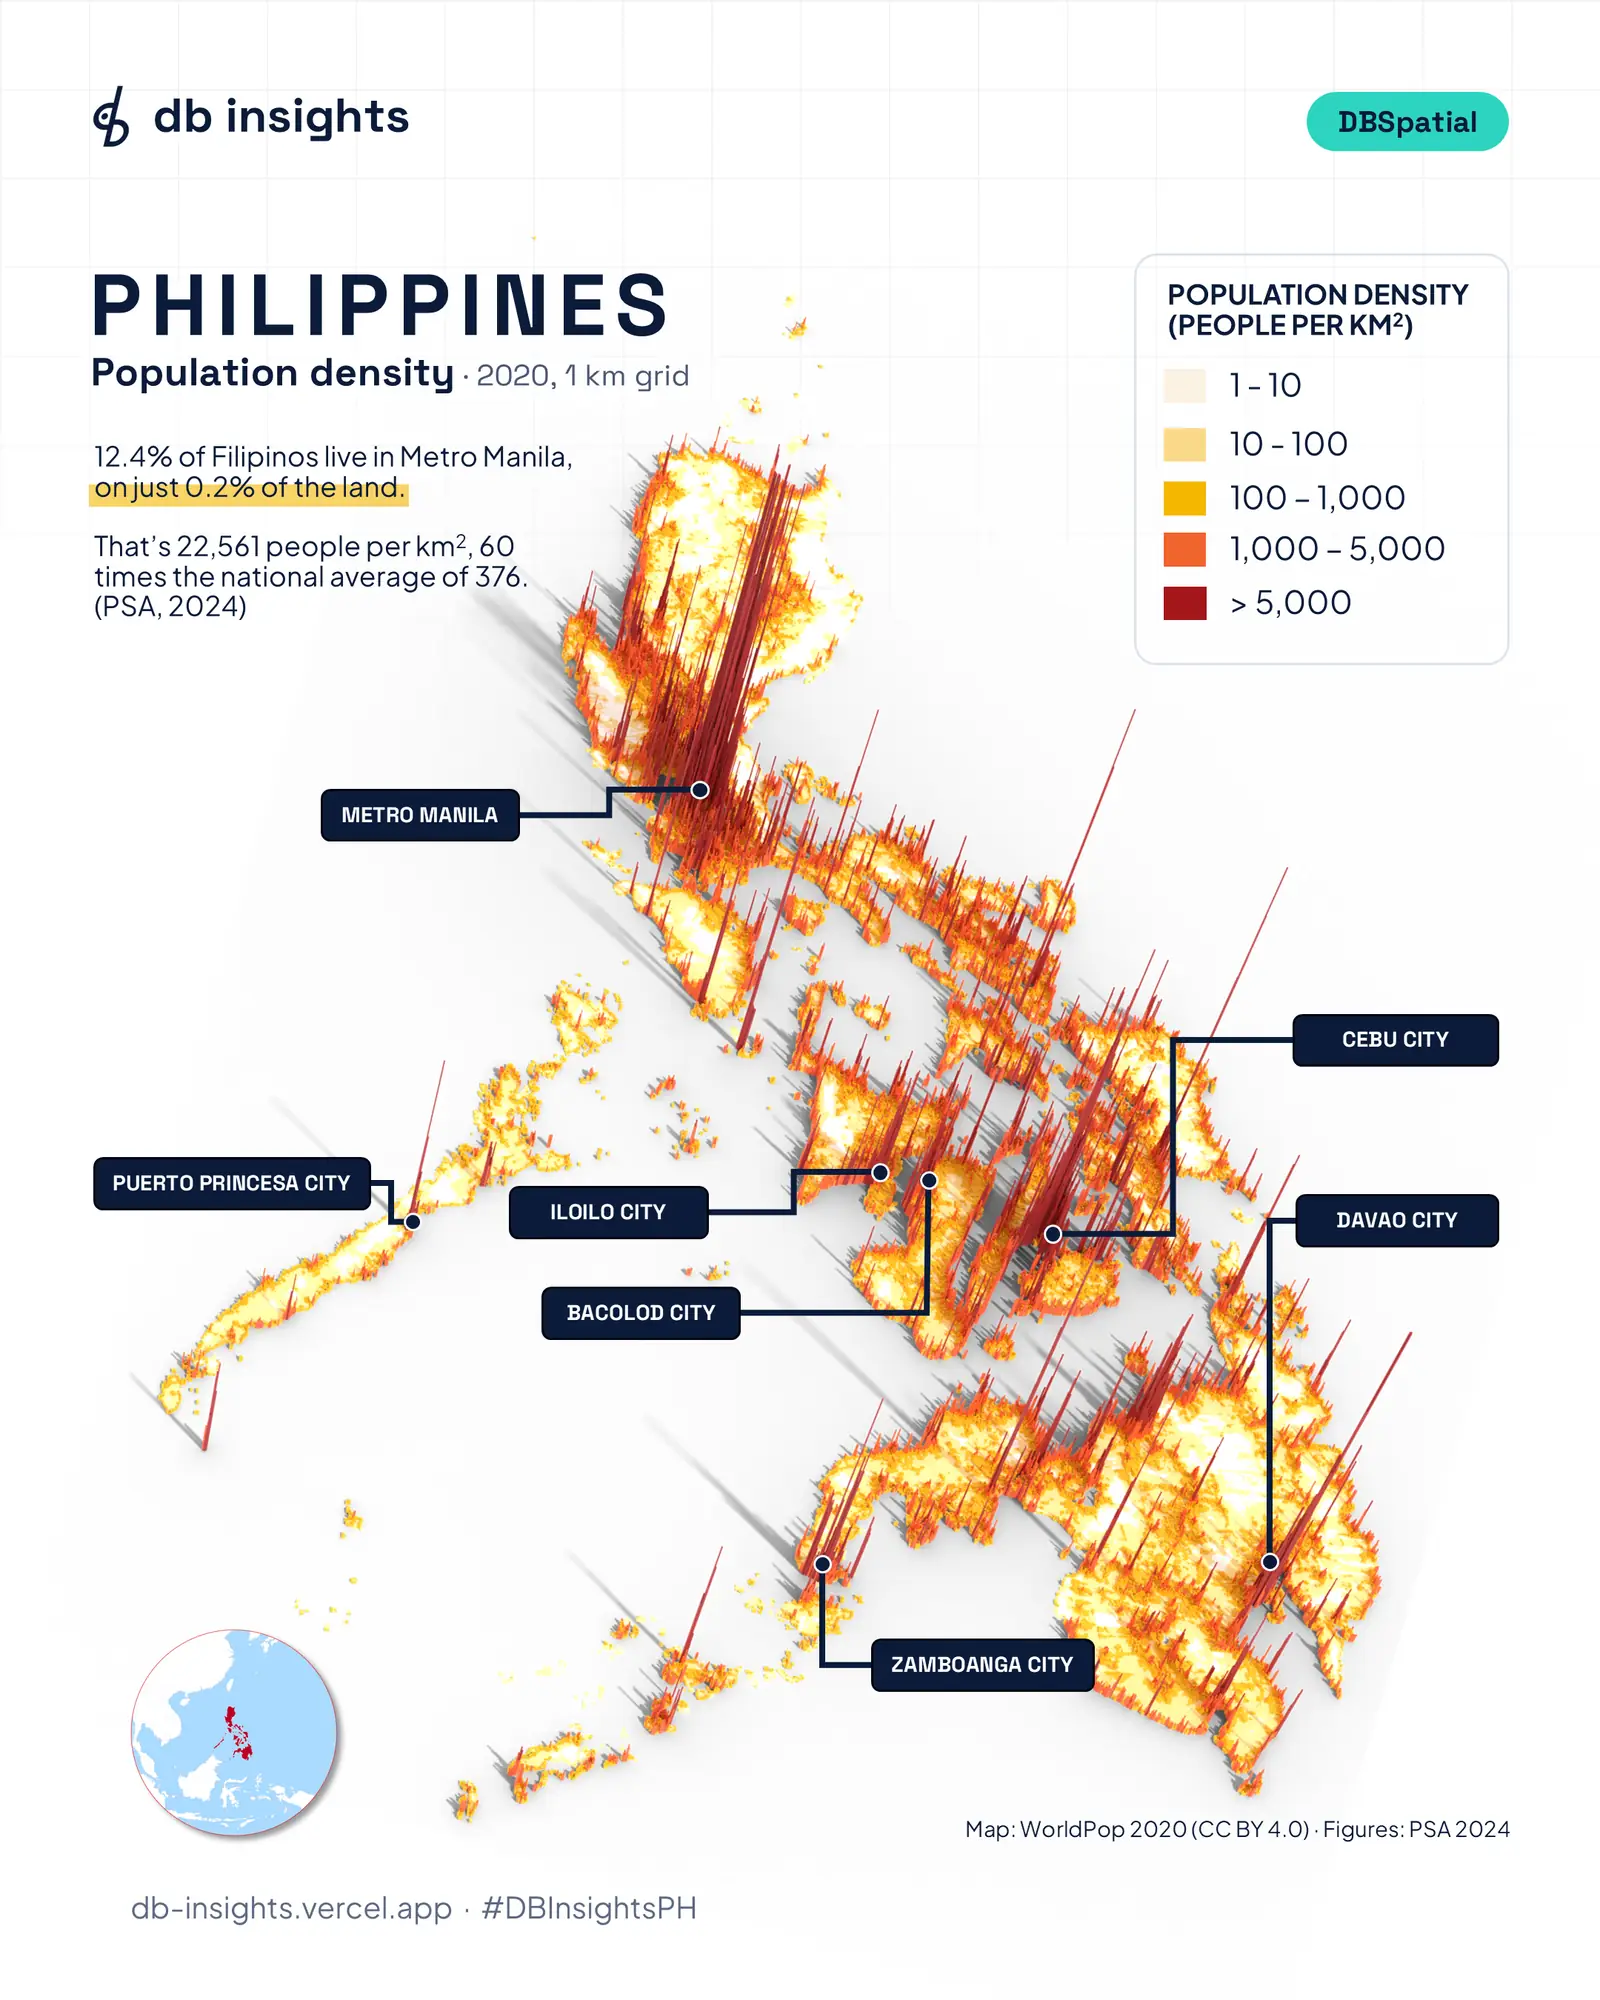 db insights
DBSpatial
PHILIPPINES
Population density · 2020, 1 km grid
12.4% of Filipinos live in Metro Manila,
on just 0.2% of the land.
That's 22,561 people per km², 60
times the national average of 376.
(PSA, 2024)
POPULATION DENSITY
(PEOPLE PER KM²)
1 – 10
10 – 100
100 – 1,000
1,000 – 5,000
> 5,000
METRO MANILA
CEBU CITY
PUERTO PRINCESA CITY
ILOILO CITY
DAVAO CITY
BACOLOD CITY
ZAMBOANGA CITY
Map: WorldPop 2020 (CC BY 4.0) · Figures: PSA 2024
db-insights.vercel.app · #DBInsightsPH